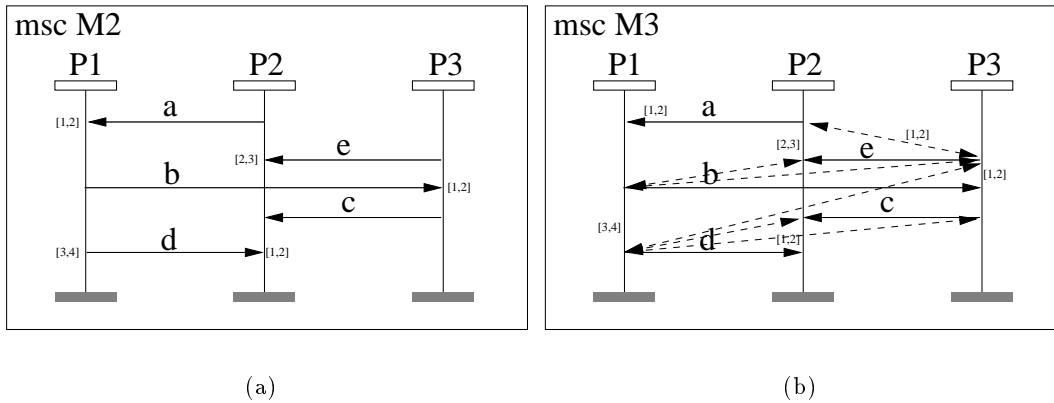 msc M2
P1 P2 P3
a
[1,2]
e
[2,3]
b
[1,2]
c
d
[3,4]
[1,2]
(a)
msc M3
P1 P2 P3
a
[1,2]
[1,2]
[2,3]
e
b
[1,2]
c
[3,4]
d
[1,2]
(b)